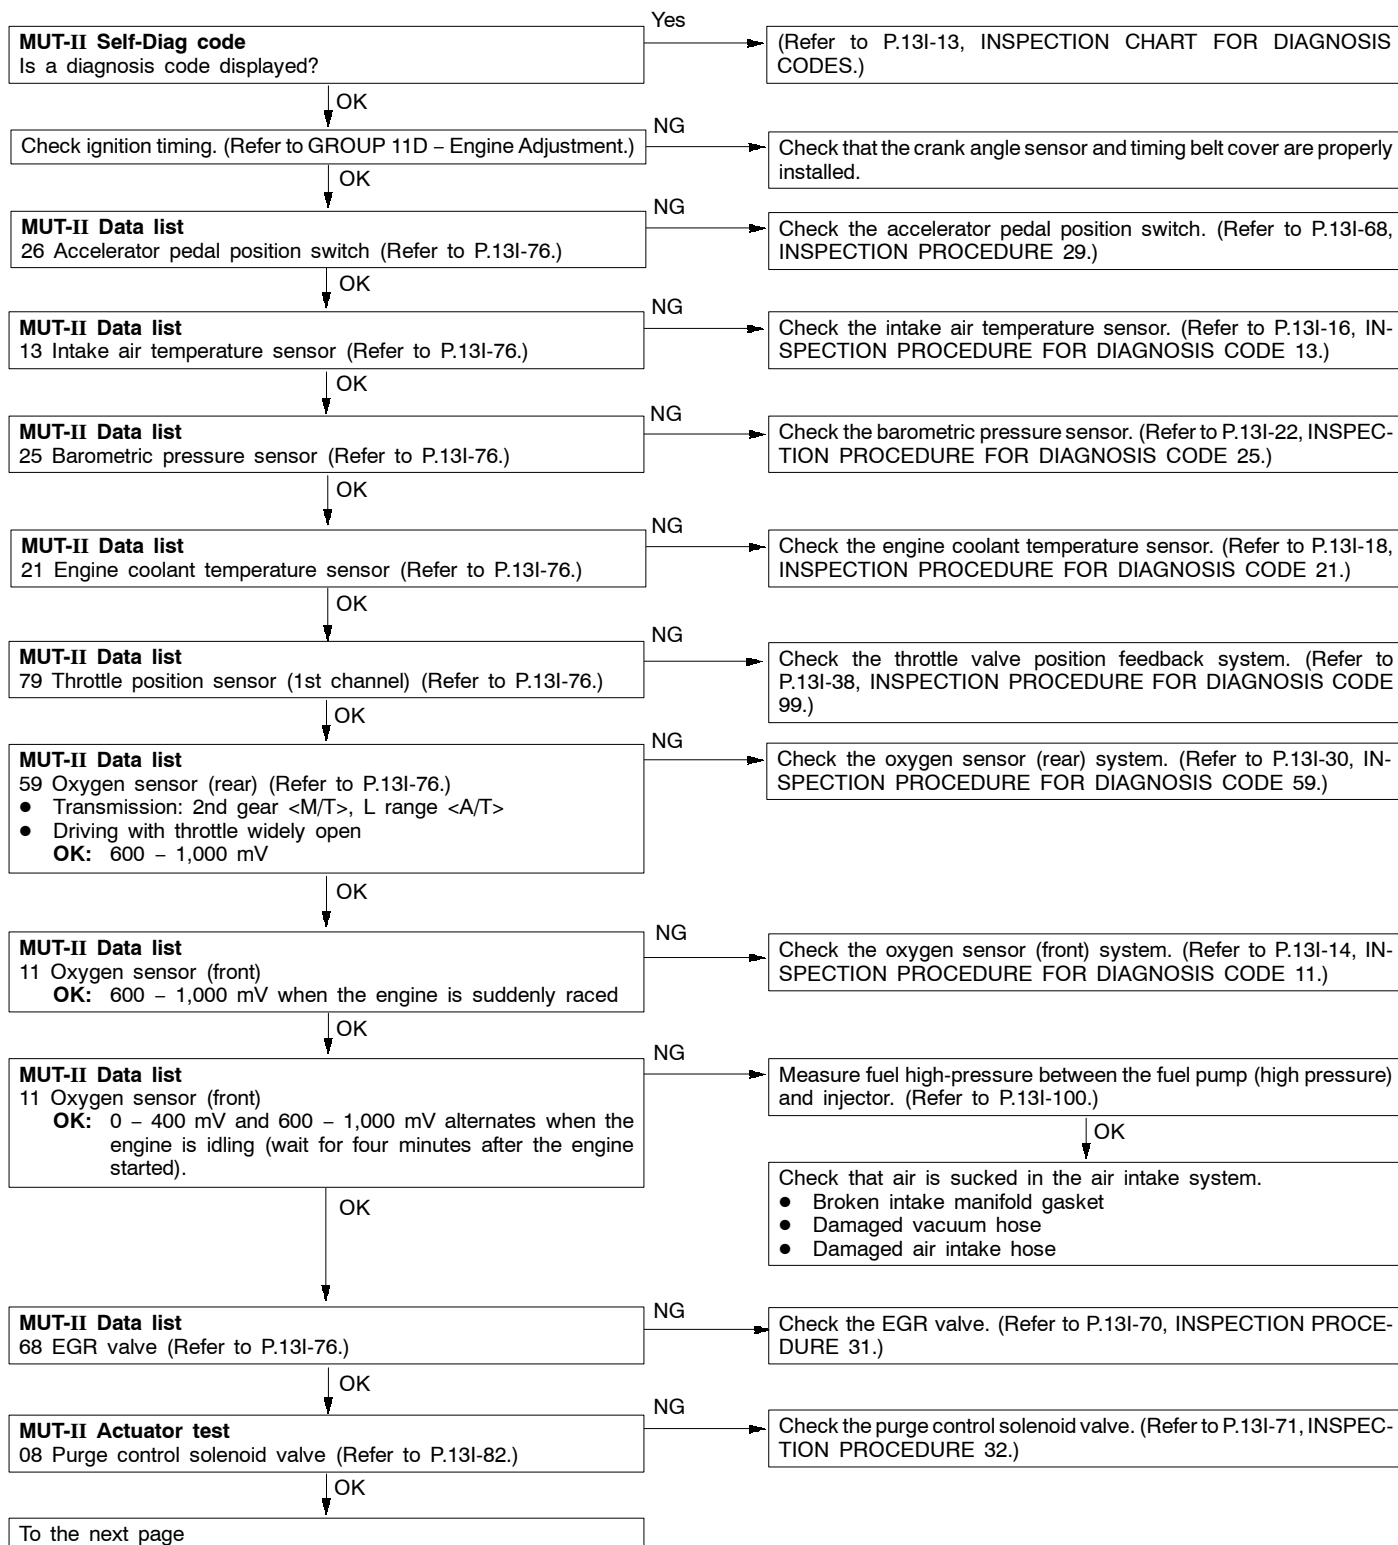 Yes
MUT-II Self-Diag code
Is a diagnosis code displayed?
(Refer to P.13I-13, INSPECTION CHART FOR DIAGNOSIS
CODES.)
OK
NG
Check ignition timing. (Refer to GROUP 11D – Engine Adjustment.)
Check that the crank angle sensor and timing belt cover are properly
installed.
OK
NG
MUT-II Data list
26 Accelerator pedal position switch (Refer to P.13I-76.)
Check the accelerator pedal position switch. (Refer to P.13I-68,
INSPECTION PROCEDURE 29.)
OK
NG
MUT-II Data list
13 Intake air temperature sensor (Refer to P.13I-76.)
Check the intake air temperature sensor. (Refer to P.13I-16, IN-
SPECTION PROCEDURE FOR DIAGNOSIS CODE 13.)
OK
NG
MUT-II Data list
25 Barometric pressure sensor (Refer to P.13I-76.)
Check the barometric pressure sensor. (Refer to P.13I-22, INSPEC-
TION PROCEDURE FOR DIAGNOSIS CODE 25.)
OK
NG
MUT-II Data list
21 Engine coolant temperature sensor (Refer to P.13I-76.)
Check the engine coolant temperature sensor. (Refer to P.13I-18,
INSPECTION PROCEDURE FOR DIAGNOSIS CODE 21.)
OK
NG
MUT-II Data list
79 Throttle position sensor (1st channel) (Refer to P.13I-76.)
Check the throttle valve position feedback system. (Refer to
P.13I-38, INSPECTION PROCEDURE FOR DIAGNOSIS CODE
99.)
OK
NG
MUT-II Data list
59 Oxygen sensor (rear) (Refer to P.13I-76.)
● Transmission: 2nd gear <M/T>, L range <A/T>
● Driving with throttle widely open
OK: 600 – 1,000 mV
Check the oxygen sensor (rear) system. (Refer to P.13I-30, IN-
SPECTION PROCEDURE FOR DIAGNOSIS CODE 59.)
OK
NG
MUT-II Data list
11 Oxygen sensor (front)
OK: 600 – 1,000 mV when the engine is suddenly raced
Check the oxygen sensor (front) system. (Refer to P.13I-14, IN-
SPECTION PROCEDURE FOR DIAGNOSIS CODE 11.)
OK
NG
MUT-II Data list
11 Oxygen sensor (front)
OK: 0 – 400 mV and 600 – 1,000 mV alternates when the
engine is idling (wait for four minutes after the engine
started).
Measure fuel high-pressure between the fuel pump (high pressure)
and injector. (Refer to P.13I-100.)
OK
Check that air is sucked in the air intake system.
● Broken intake manifold gasket
● Damaged vacuum hose
● Damaged air intake hose
OK
NG
MUT-II Data list
68 EGR valve (Refer to P.13I-76.)
Check the EGR valve. (Refer to P.13I-70, INSPECTION PROCE-
DURE 31.)
OK
NG
MUT-II Actuator test
08 Purge control solenoid valve (Refer to P.13I-82.)
Check the purge control solenoid valve. (Refer to P.13I-71, INSPEC-
TION PROCEDURE 32.)
OK
To the next page